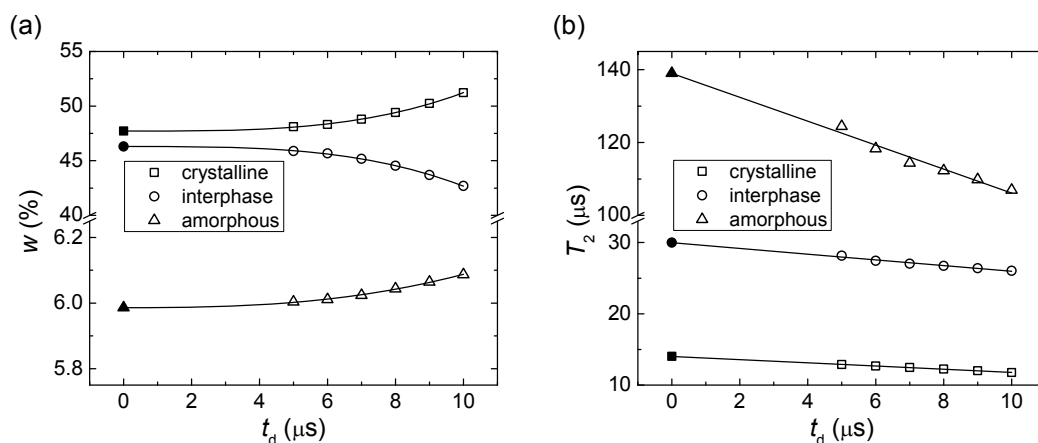 (a)
55
50
45
40
6.2
6.0
5.8
w (%)
□ crystalline
○ interphase
△ amorphous
0 2 4 6 8 10
t_d (μs)
(b)
140
120
100
30
20
10
T_2 (μs)
□ crystalline
○ interphase
△ amorphous
0 2 4 6 8 10
t_d (μs)